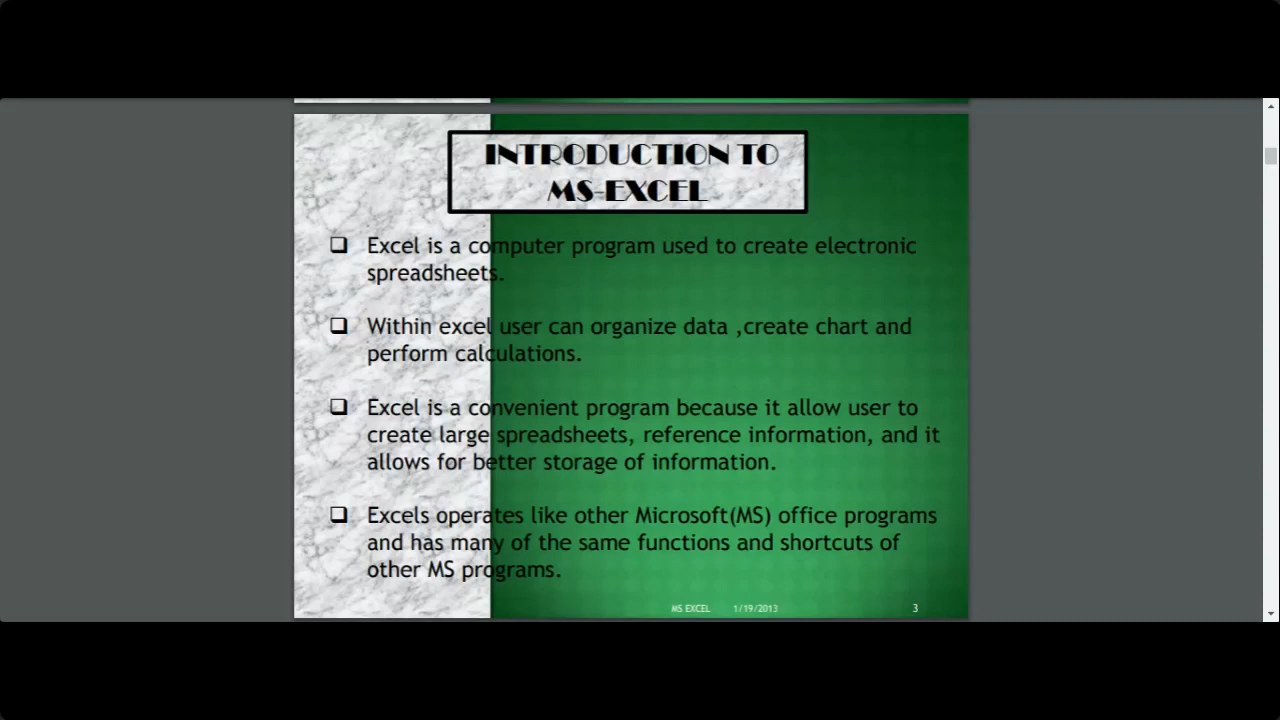 INTRODUCTION TO
MS-EXCEL
❑ Excel is a computer program used to create electronic
spreadsheets.
❑ Within excel user can organize data ,create chart and
perform calculations.
❑ Excel is a convenient program because it allow user to
create large spreadsheets, reference information, and it
allows for better storage of information.
❑ Excels operates like other Microsoft(MS) office programs
and has many of the same functions and shortcuts of
other MS programs.
MS EXCEL 1/19/2013 3